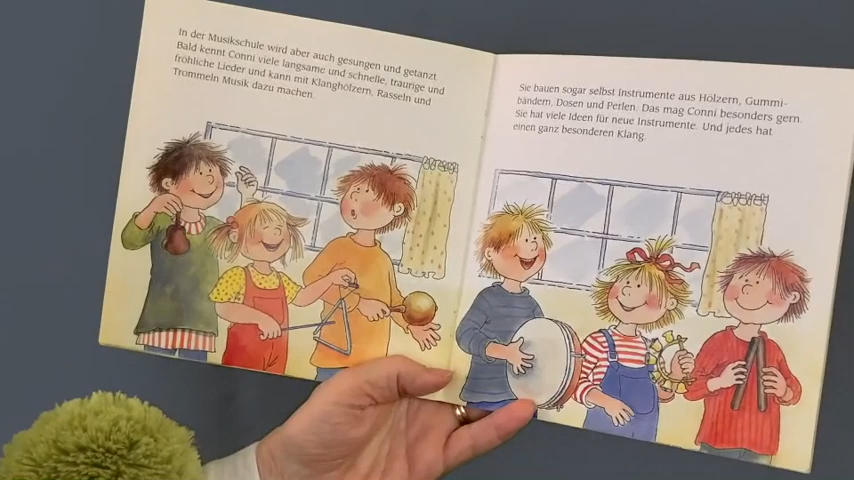 In der Musikschule wird aber auch gesungen und getanzt.
Bald kennt Conni viele langsame und schnelle, traurige und
fröhliche Lieder und kann mit Klanghölzern, Rasseln und
Trommeln Musik dazu machen.
Sie bauen sogar selbst Instrumente aus Hölzern, Gummi-
bändern, Dosen und Perlen. Das mag Conni besonders gern.
Sie hat viele Ideen für neue Instrumente. Und jedes hat
einen ganz besonderen Klang.